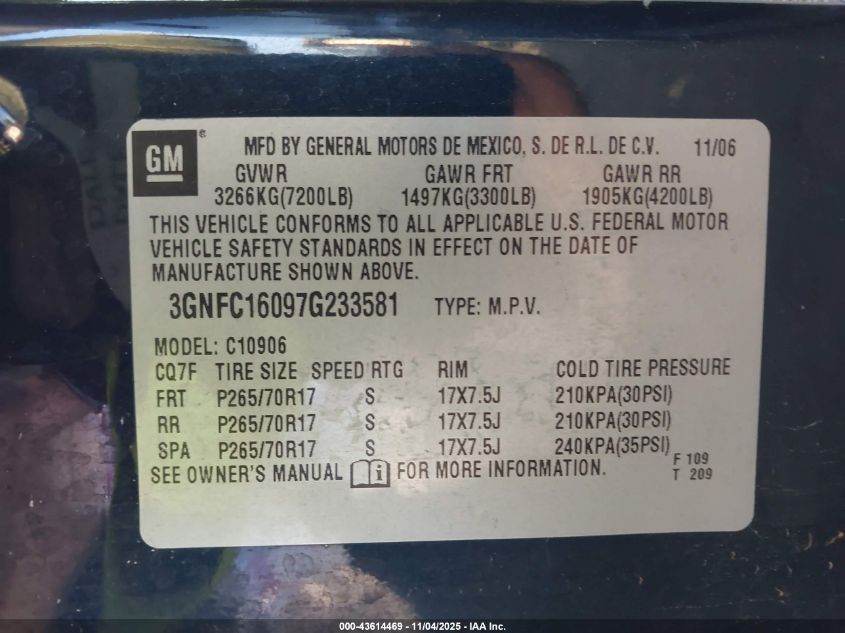 GM® MFD BY GENERAL MOTORS DE MEXICO, S. DE R.L. DE C.V. 11/06
GVWR GAWR FRT GAWR RR
3266KG(7200LB) 1497KG(3300LB) 1905KG(4200LB)
THIS VEHICLE CONFORMS TO ALL APPLICABLE U.S. FEDERAL MOTOR
VEHICLE SAFETY STANDARDS IN EFFECT ON THE DATE OF
MANUFACTURE SHOWN ABOVE.
3GNFC16097G233581 TYPE: M.P.V.
MODEL: C10906
CQ7F TIRE SIZE SPEED RTG RIM COLD TIRE PRESSURE
FRT P265/70R17 S 17X7.5J 210KPA(30PSI)
RR P265/70R17 S 17X7.5J 210KPA(30PSI)
SPA P265/70R17 S 17X7.5J 240KPA(35PSI)
F 109
SEE OWNER'S MANUAL i FOR MORE INFORMATION.
T 209
000-43614469 - 11/04/2025 - IAA Inc.